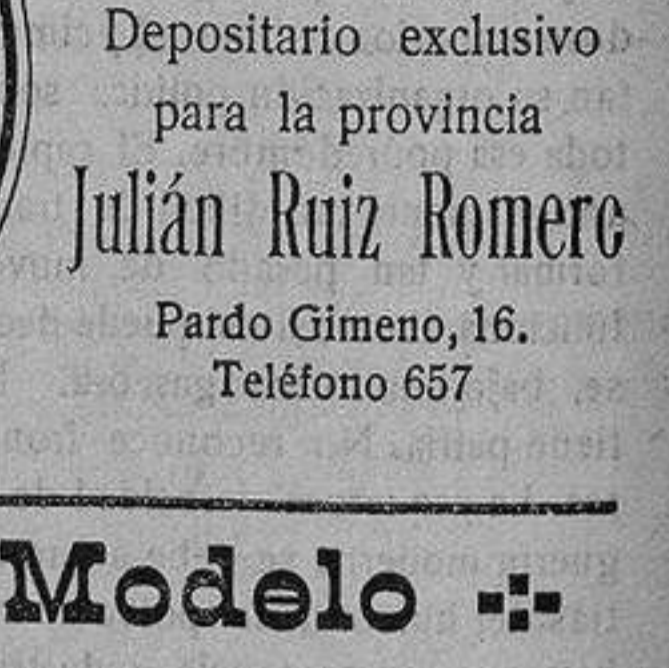 Depositario exclusivo
para la provincia
Julián Ruiz Romero
Pardo Gimeno, 16.
Teléfono 657
Modelo